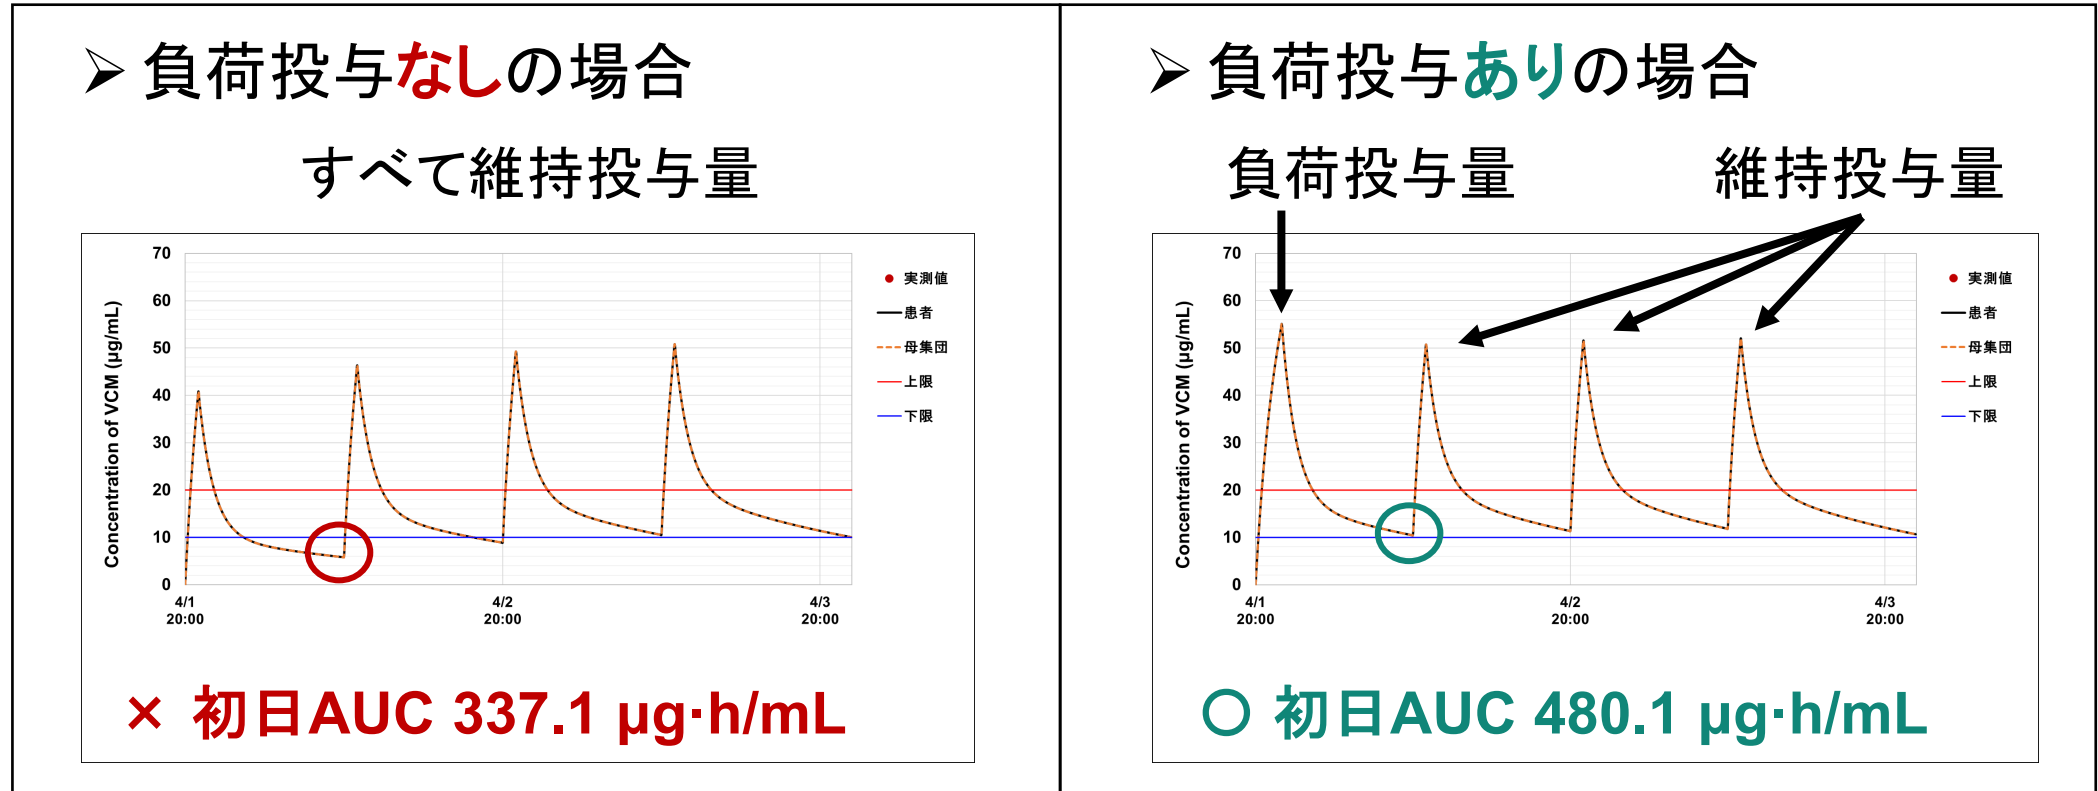 ➢ 負荷投与なしの場合
すべて維持投与量
70
60
50
40
30
20
10
0
Concentration of VCM (μg/mL)
4/1
20:00
4/2
20:00
4/3
20:00
実測値
患者
母集団
上限
下限
× 初日AUC 337.1 μg·h/mL
➢ 負荷投与ありの場合
負荷投与量 維持投与量
70
60
50
40
30
20
10
0
Concentration of VCM (μg/mL)
4/1
20:00
4/2
20:00
4/3
20:00
実測値
患者
母集団
上限
下限
〇 初日AUC 480.1 μg·h/mL